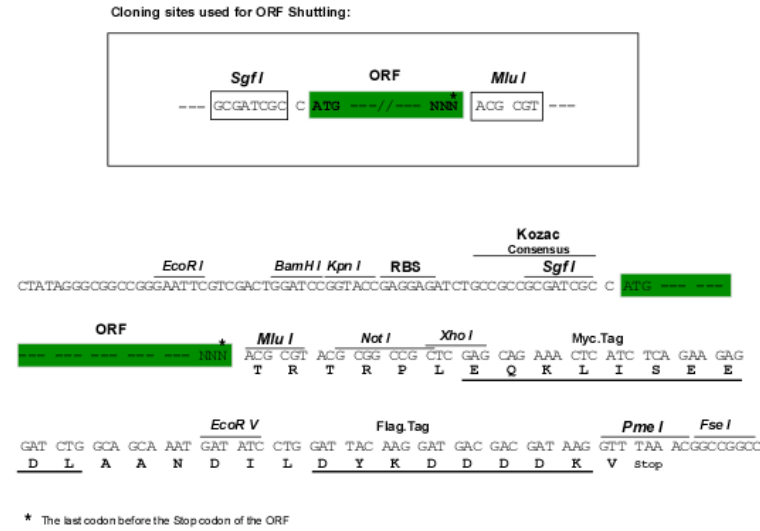 Cloning sites used for ORF Shuttling:
Sgf I ORF Mlu I
--- GCGATCGC C ATG ---//--- NNN* ACG CGT ---
Kozac
Consensus
EcoR I BamH I Kpn I RBS Sgf I
CTATAGGGCGGCCGGGAATTCGTCGACTGGATCCGGTACCGAGGAGATCTGCCGCCGCGATCGC C ATG --- ---
ORF Mlu I Not I Xho I Myc.Tag
--- --- --- --- --- --- NNN* ACG CGT ACG CGG CCG CTC GAG CAG AAA CTC ATC TCA GAA GAG
T R T R P L E Q K L I S E E
EcoR V Flag.Tag Pme I Fse I
GAT CTG GCA GCA AAT GAT ATC CTG GAT TAC AAG GAT GAC GAC GAT AAG GTT TAA ACGGCCGGCC
D L A A N D I L D Y K D D D D K V Stop
* The last codon before the Stop codon of the ORF